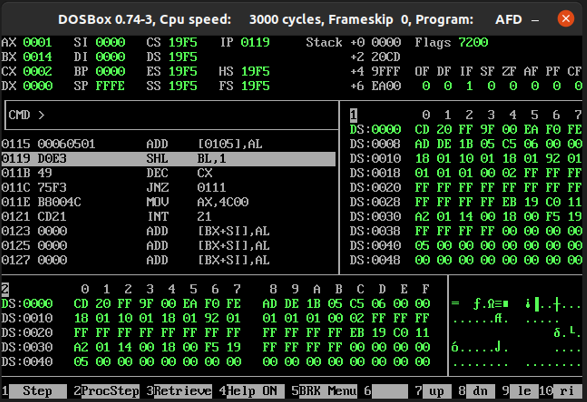 DOSBox 0.74-3, Cpu speed: 3000 cycles, Frameskip 0, Program: AFD
AX 0001 SI 0000 CS 19F5 IP 0119 Stack +0 0000 Flags 7200
BX 0014 DI 0000 DS 19F5 +2 20CD
CX 0002 BP 0000 ES 19F5 HS 19F5 +4 9FFF OF DF IF SF ZF AF PF CF
DX 0000 SP FFFE SS 19F5 FS 19F5 +6 EA00 0 0 1 0 0 0 0 0
CMD >
0115 00060501 ADD [0105],AL
0119 D0E3 SHL BL,1
011B 49 DEC CX
011C 75F3 JNZ 0111
011E B8004C MOV AX,4C00
0121 CD21 INT 21
0123 0000 ADD [BX+SI],AL
0125 0000 ADD [BX+SI],AL
0127 0000 ADD [BX+SI],AL
1 0 1 2 3 4 5 6 7
DS:0000 CD 20 FF 9F 00 EA F0 FE
DS:0008 AD DE 1B 05 C5 06 00 00
DS:0010 18 01 10 01 18 01 92 01
DS:0018 01 01 01 00 02 FF FF FF
DS:0020 FF FF FF FF FF FF FF FF
DS:0028 FF FF FF FF EB 19 C0 11
DS:0030 A2 01 14 00 18 00 F5 19
DS:0038 FF FF FF FF 00 00 00 00
DS:0040 05 00 00 00 00 00 00 00
DS:0048 00 00 00 00 00 00 00 00
2 0 1 2 3 4 5 6 7 8 9 A B C D E F
DS:0000 CD 20 FF 9F 00 EA F0 FE AD DE 1B 05 C5 06 00 00
DS:0010 18 01 10 01 18 01 92 01 01 01 01 00 02 FF FF FF
DS:0020 FF FF FF FF FF FF FF FF FF FF FF FF EB 19 C0 11
DS:0030 A2 01 14 00 18 00 F5 19 FF FF FF FF 00 00 00 00
DS:0040 05 00 00 00 00 00 00 00 00 00 00 00 00 00 00 00
1 Step 2 ProcStep 3 Retrieve 4 Help ON 5 BRK Menu 6 7 up 8 dn 9 le 10 ri